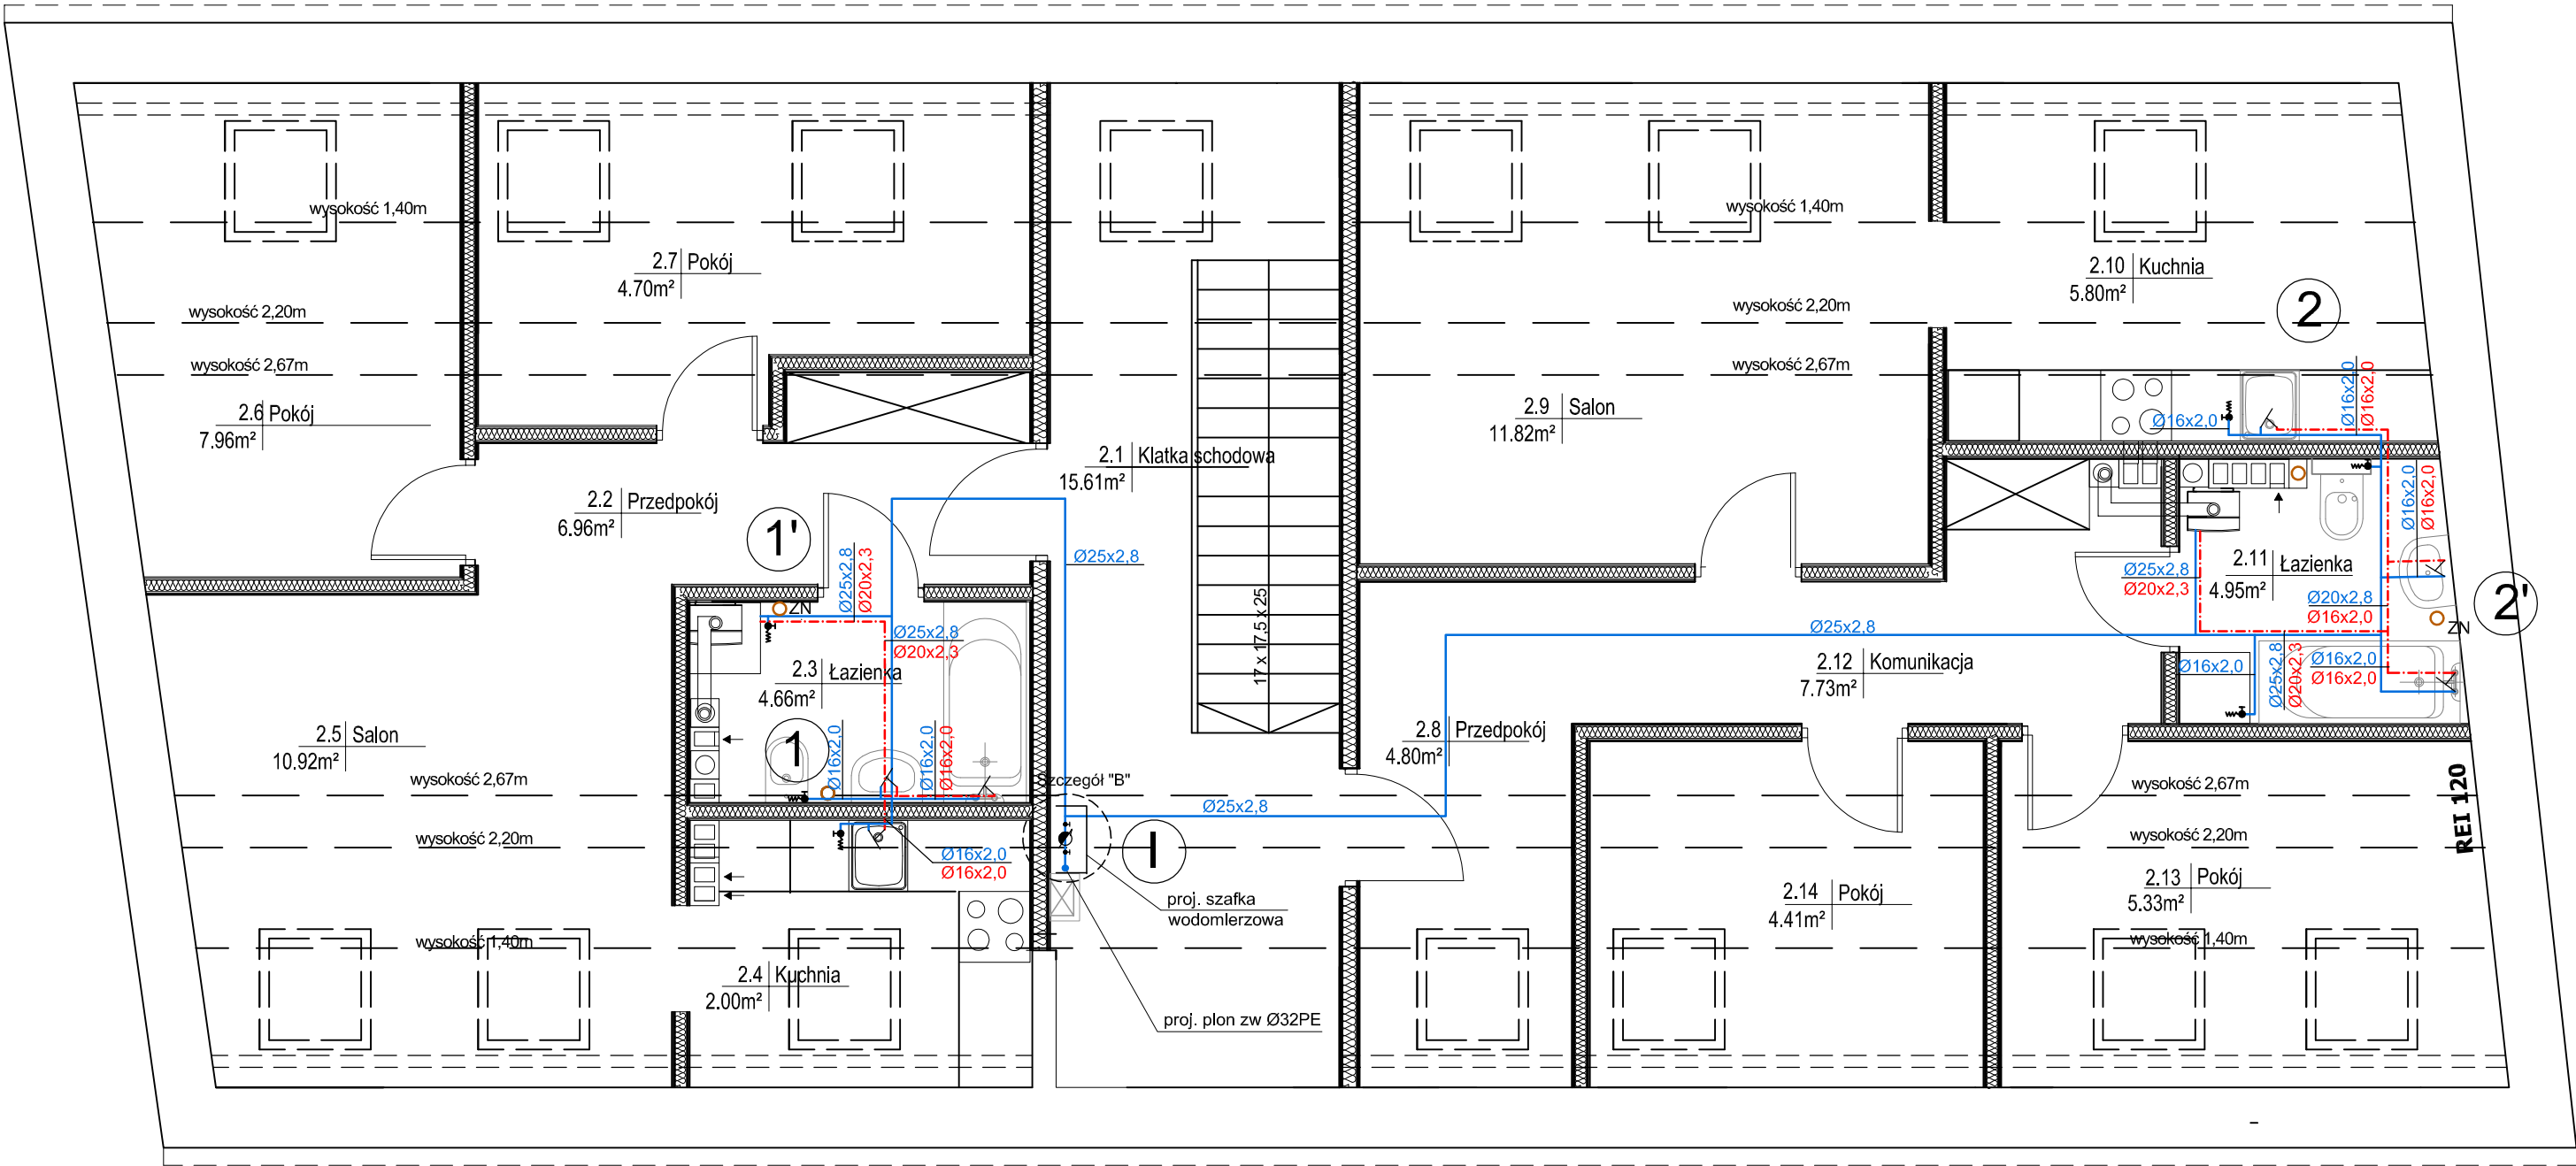 wysokość 1,40m
wysokość 1,40m
2.7 Pokój
4.70m²
2.10 Kuchnia
5.80m²
2
wysokość 2,20m
wysokość 2,20m
wysokość 2,67m
wysokość 2,67m
2.6 Pokój
7.96m²
2.9 Salon
11.82m²
Ø16x2,0
Ø16x2,0
Ø16x2,0
2.1 Klatka schodowa
15.61m²
2.2 Przedpokój
6.96m²
1'
Ø25x2,8
Ø20x2,3
Ø25x2,8
Ø16x2,0
Ø16x2,0
2.11 Łazienka
4.95m²
Ø25x2,8
Ø20x2,3
Ø20x2,8
Ø16x2,0
2'
ZN
ZN
Ø25x2,8
Ø20x2,3
17 x 17,5 x 25
Ø25x2,8
2.3 Łazienka
4.66m²
2.12 Komunikacja
7.73m²
Ø16x2,0
Ø25x2,8
Ø20x2,3
Ø16x2,0
Ø16x2,0
2.5 Salon
10.92m²
1
Ø16x2,0
Ø16x2,0
Ø16x2,0
2.8 Przedpokój
4.80m²
wysokość 2,67m
Szczegół "B"
wysokość 2,67m
Ø25x2,8
REI 120
wysokość 2,20m
wysokość 2,20m
Ø16x2,0
Ø16x2,0
I
2.14 Pokój
4.41m²
2.13 Pokój
5.33m²
proj. szafka
wodomierzowa
wysokość 1,40m
wysokość 1,40m
2.4 Kuchnia
2.00m²
proj. pion zw Ø32PE